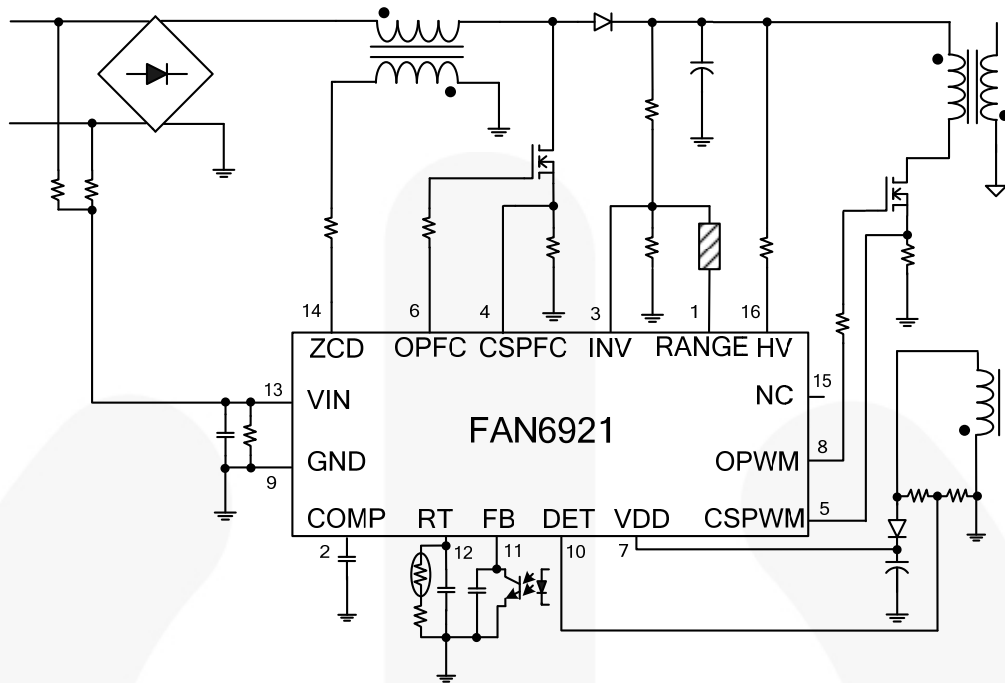 14 6 4 3 1 16
ZCD OPFC CSPFC INV RANGE HV
13 VIN NC 15
FAN6921
GND OPWM 8
9
COMP RT FB DET VDD CSPWM 5
2 12 11 10 7